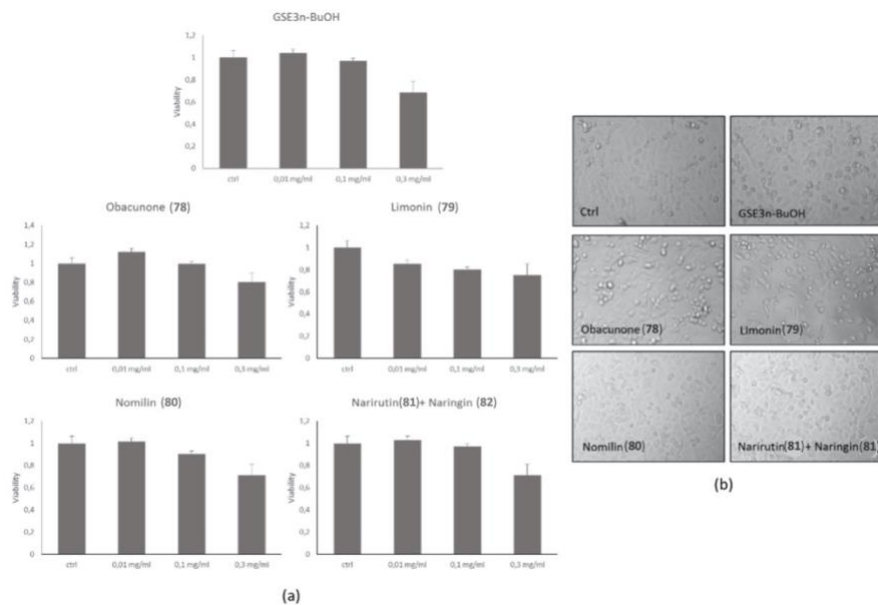 GSE3n-BuOH
1,2
1
0,8
0,6
0,4
0,2
0
Viability
ctrl 0,01 mg/ml 0,1 mg/ml 0,3 mg/ml
Obacunone (78)
1,4
1,2
1
0,8
0,6
0,4
0,2
0
Viability
ctrl 0,01 mg/ml 0,1 mg/ml 0,3 mg/ml
Limonin (79)
1,2
1
0,8
0,6
0,4
0,2
0
Viability
ctrl 0,01 mg/ml 0,1 mg/ml 0,3 mg/ml
Nomilin (80)
1,2
1
0,8
0,6
0,4
0,2
0
Viability
ctrl 0,01 mg/ml 0,1 mg/ml 0,3 mg/ml
Narirutin(81)+ Naringin (82)
1,2
1
0,8
0,6
0,4
0,2
0
Viability
ctrl 0,01 mg/ml 0,1 mg/ml 0,3 mg/ml
(a)
Ctrl
GSE3n-BuOH
Obacunone (78)
Limonin (79)
Nomilin (80)
Narirutin(81)+ Naringin (81)
(b)